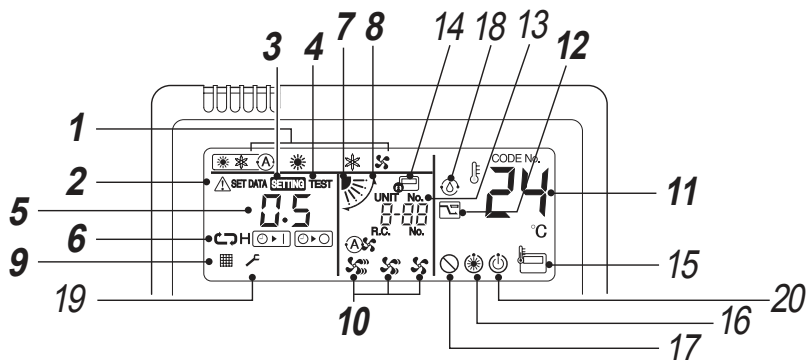 3 4 7 8 14 18 13 12
1
CODE No.
A
2 SET DATA SETTING TEST
UNIT No.
24 11
5 0.5
8-88
R.C. No.
°C
6 H
A
9
15
19 10 17 16 20